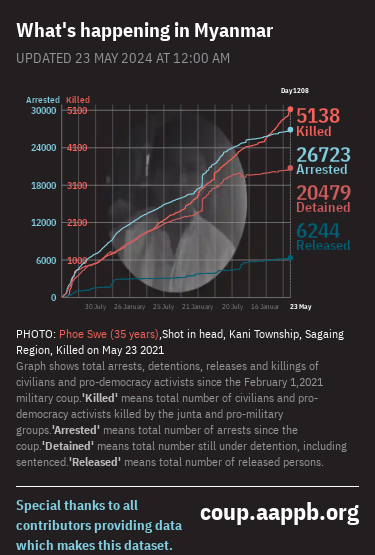 What's happening in Myanmar
UPDATED 23 MAY 2024 AT 12:00 AM
Day1208
Arrested Killed
30000 5100
24000 4100
18000 3100
12000 2100
6000 1000
0
5138
Killed
26723
Arrested
20479
Detained
6244
Released
30 July 26 January 25 July 21 January 20 July 16 Januar 23 May
PHOTO: Phoe Swe (35 years),Shot in head, Kani Township, Sagaing
Region, Killed on May 23 2021
Graph shows total arrests, detentions, releases and killings of
civilians and pro-democracy activists since the February 1,2021
military coup.'Killed' means total number of civilians and pro-
democracy activists killed by the junta and pro-military
groups.'Arrested' means total number of arrests since the
coup.'Detained' means total number still under detention, including
sentenced.'Released' means total number of released persons.
Special thanks to all
contributors providing data
which makes this dataset.
coup.aappb.org